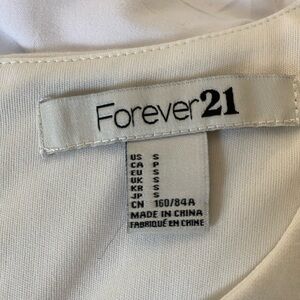 Forever21
US S
CA P
EU S
UK S
KR S
JP S
CN 160/84A
MADE IN CHINA
FABRIQUÉ EN CHINE